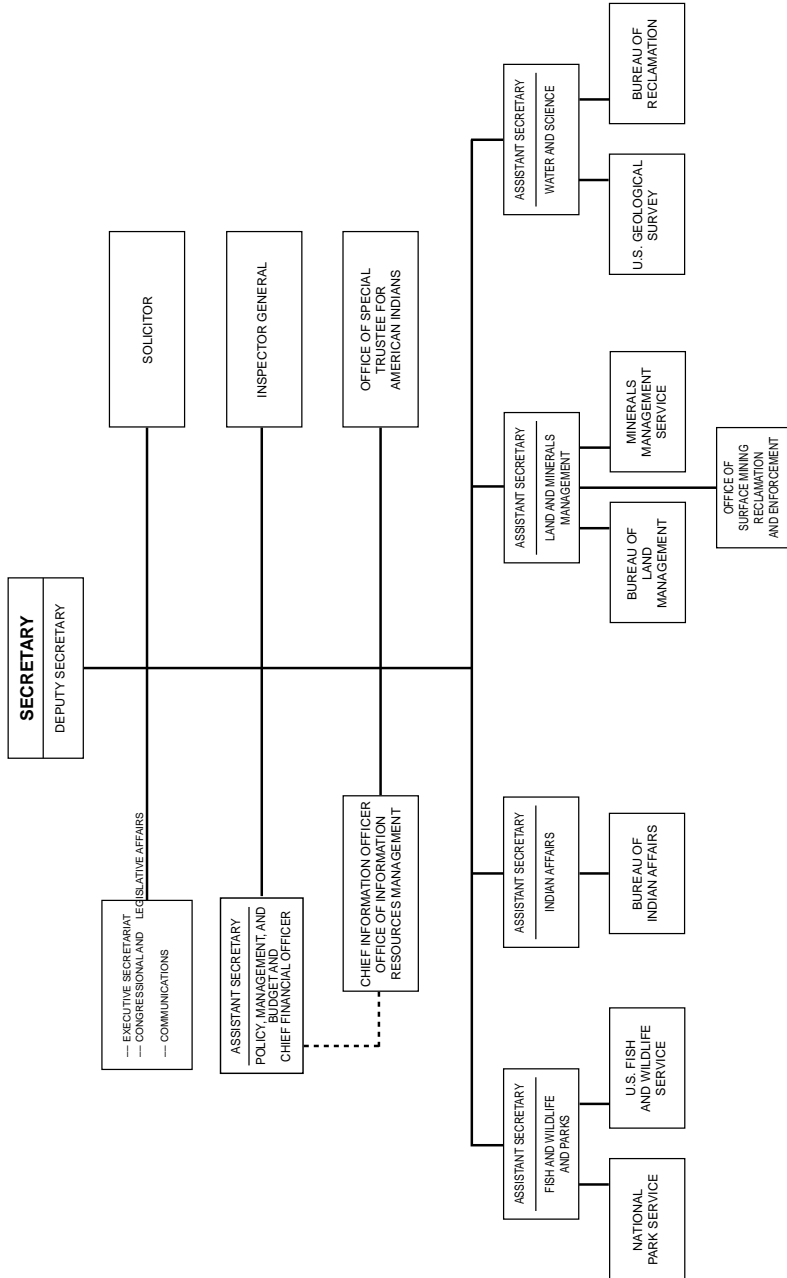 SECRETARY
DEPUTY SECRETARY
— EXECUTIVE SECRETARIAT
— CONGRESSIONAL AND LEGISLATIVE AFFAIRS
— COMMUNICATIONS
SOLICITOR
ASSISTANT SECRETARY
POLICY, MANAGEMENT, AND
BUDGET AND
CHIEF FINANCIAL OFFICER
INSPECTOR GENERAL
CHIEF INFORMATION OFFICER
OFFICE OF INFORMATION
RESOURCES MANAGEMENT
OFFICE OF SPECIAL
TRUSTEE FOR
AMERICAN INDIANS
ASSISTANT SECRETARY
FISH AND WILDLIFE
AND PARKS
ASSISTANT SECRETARY
INDIAN AFFAIRS
ASSISTANT SECRETARY
LAND AND MINERALS
MANAGEMENT
ASSISTANT SECRETARY
WATER AND SCIENCE
NATIONAL
PARK SERVICE
U.S. FISH
AND WILDLIFE
SERVICE
BUREAU OF
INDIAN AFFAIRS
BUREAU OF
LAND
MANAGEMENT
MINERALS
MANAGEMENT
SERVICE
U.S. GEOLOGICAL
SURVEY
BUREAU OF
RECLAMATION
OFFICE OF
SURFACE MINING
RECLAMATION
AND ENFORCEMENT